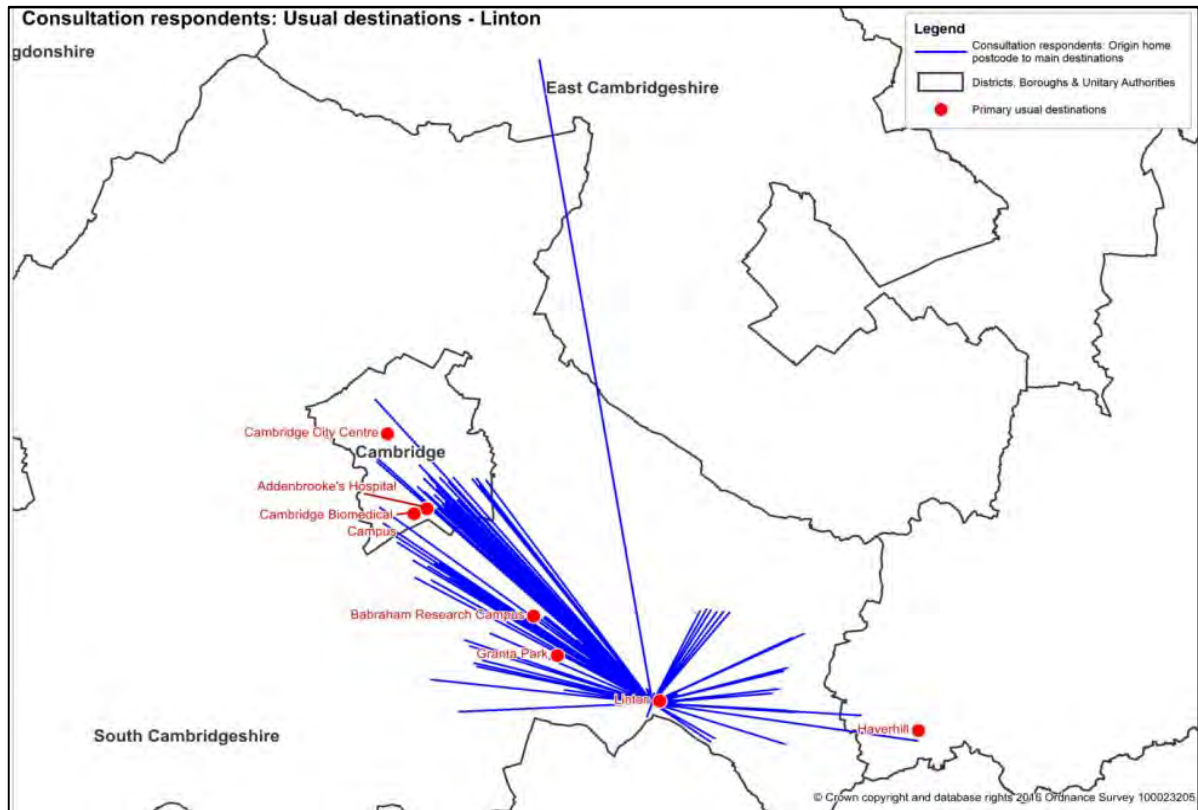 Consultation respondents: Usual destinations - Linton
gdonshire
East Cambridgeshire
Legend
Consultation respondents: Origin home
postcode to main destinations
Districts, Boroughs & Unitary Authorities
Primary usual destinations
Cambridge City Centre
Cambridge
Addenbrooke's Hospital
Cambridge Biomedical
Campus
Babraham Research Campus
Granta Park
Linton
Haverhill
South Cambridgeshire
© Crown copyright and database rights 2016 Ordnance Survey 100023205